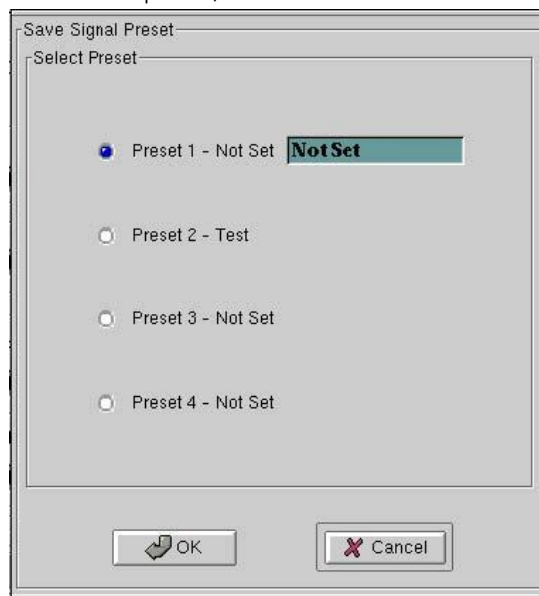 Save Signal Preset
Select Preset
Preset 1 - Not Set Not Set
Preset 2 - Test
Preset 3 - Not Set
Preset 4 - Not Set
OK Cancel